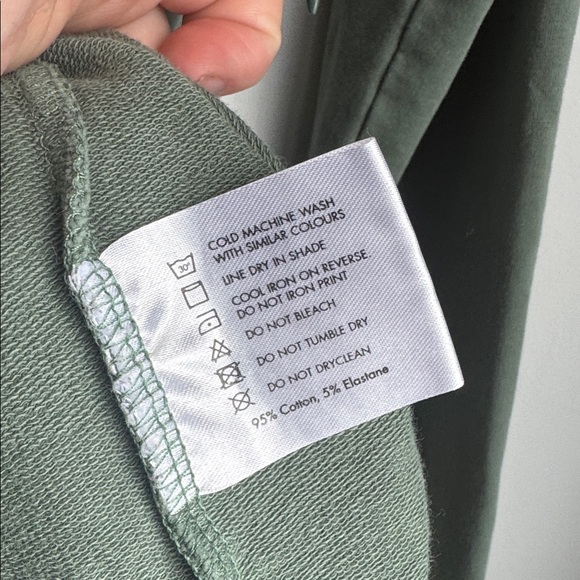 COLD MACHINE WASH
WITH SIMILAR COLOURS
30°
LINE DRY IN SHADE
COOL IRON ON REVERSE.
DO NOT IRON PRINT
DO NOT BLEACH
DO NOT TUMBLE DRY
DO NOT DRYCLEAN
95% Cotton, 5% Elastane